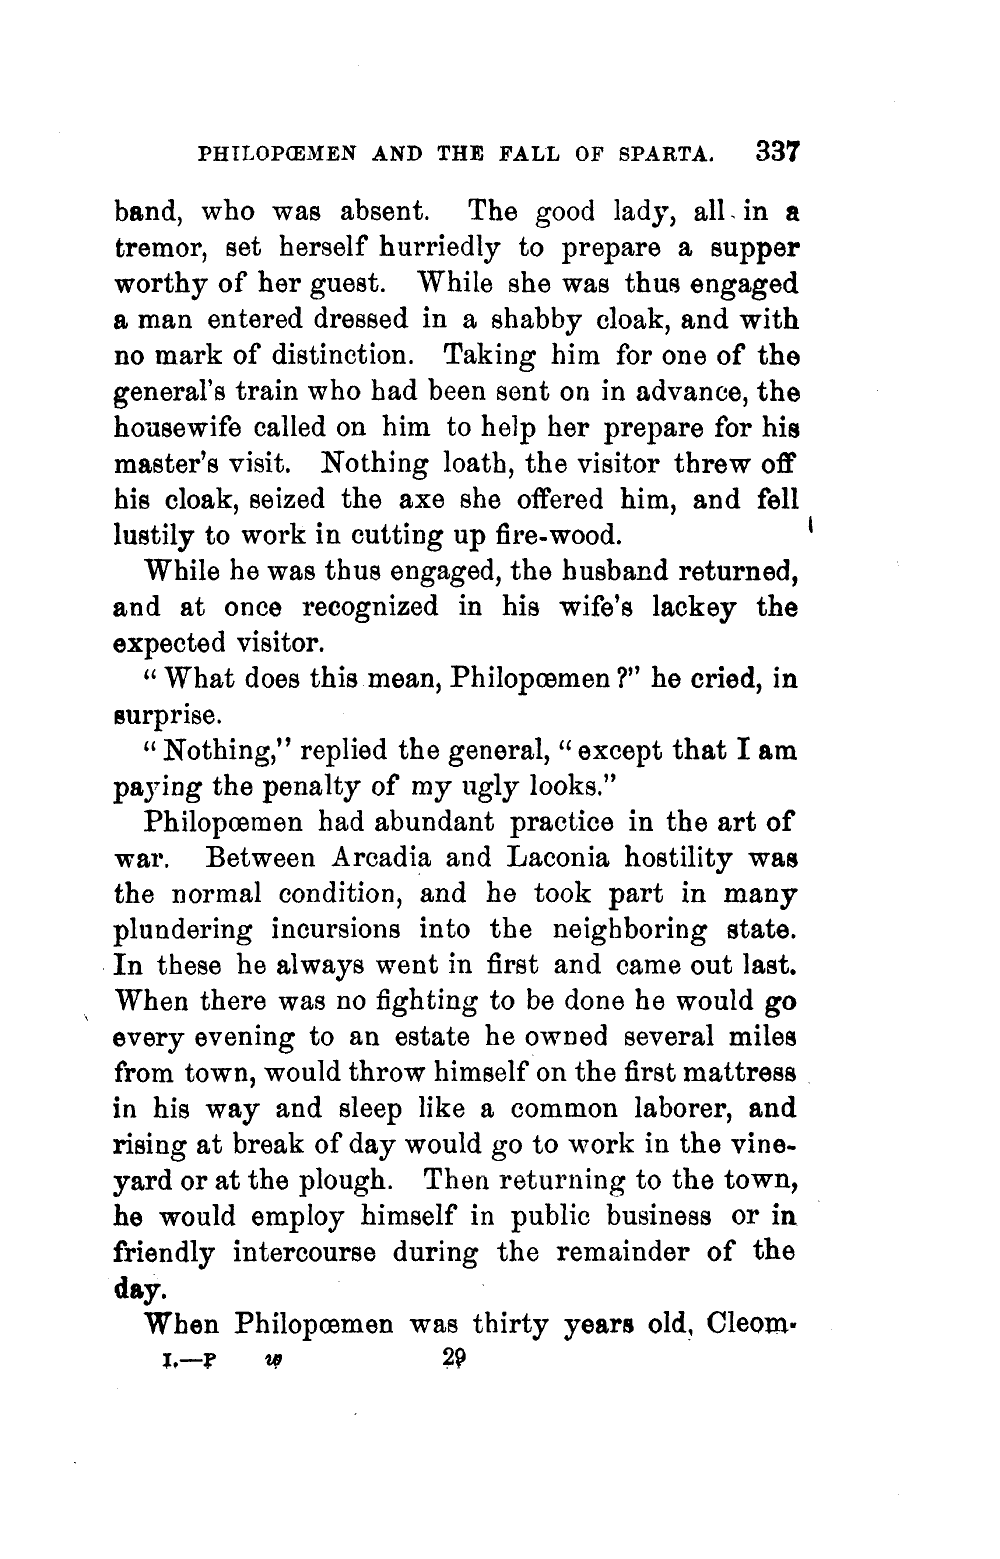 PHILOPŒMEN AND THE FALL OF SPARTA. 337
band, who was absent. The good lady, all in a
tremor, set herself hurriedly to prepare a supper
worthy of her guest. While she was thus engaged
a man entered dressed in a shabby cloak, and with
no mark of distinction. Taking him for one of the
general's train who had been sent on in advance, the
housewife called on him to help her prepare for his
master's visit. Nothing loath, the visitor threw off
his cloak, seized the axe she offered him, and fell
lustily to work in cutting up fire-wood.
While he was thus engaged, the husband returned,
and at once recognized in his wife's lackey the
expected visitor.
"What does this mean, Philopœmen?" he cried, in
surprise.
"Nothing," replied the general, "except that I am
paying the penalty of my ugly looks."
Philopœmen had abundant practice in the art of
war. Between Arcadia and Laconia hostility was
the normal condition, and he took part in many
plundering incursions into the neighboring state.
In these he always went in first and came out last.
When there was no fighting to be done he would go
every evening to an estate he owned several miles
from town, would throw himself on the first mattress
in his way and sleep like a common laborer, and
rising at break of day would go to work in the vine-
yard or at the plough. Then returning to the town,
he would employ himself in public business or in
friendly intercourse during the remainder of the
day.
When Philopœmen was thirty years old, Cleom-
I.—P w 29